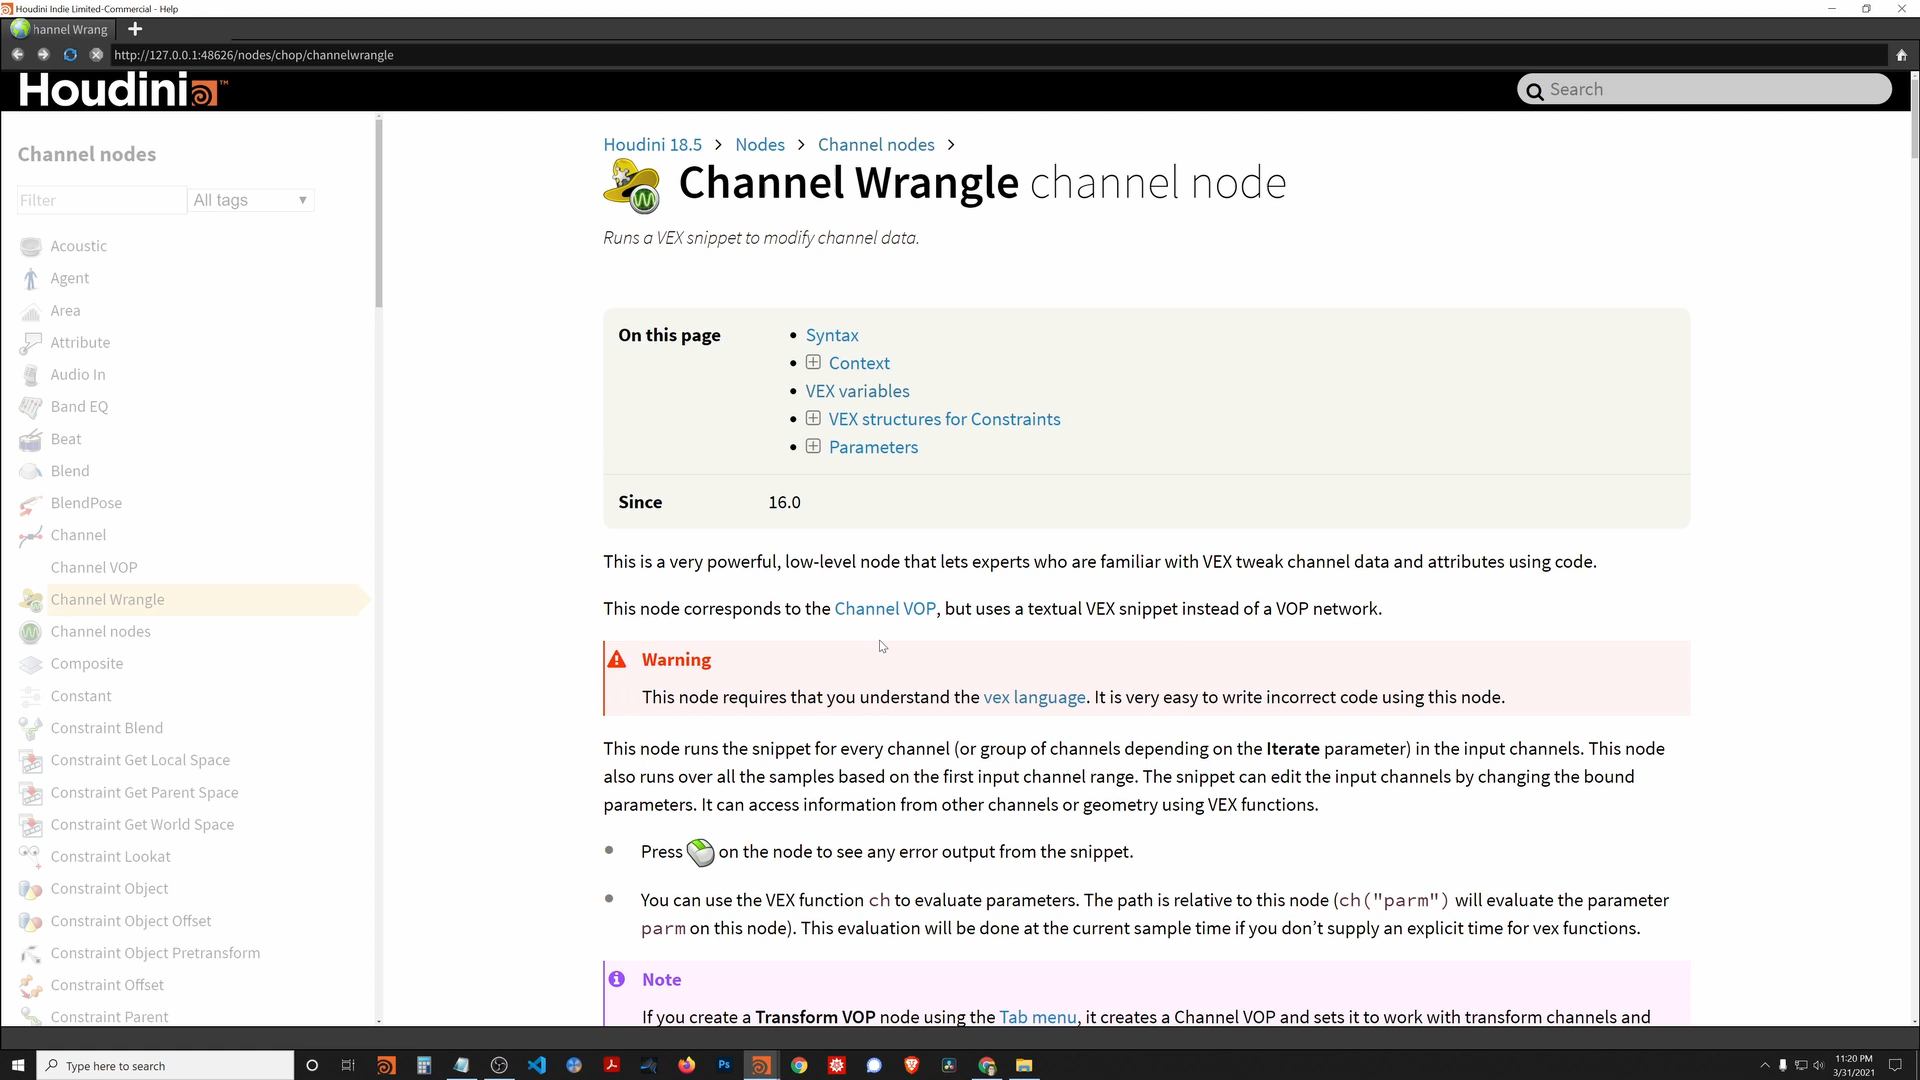 Houdini Indie Limited-Commercial - Help
hannel Wrang
http://127.0.0.1:48626/nodes/chop/channelwrangle
Houdini™
Search
Channel nodes
Filter
All tags
Acoustic
Agent
Area
Attribute
Audio In
Band EQ
Beat
Blend
BlendPose
Channel
Channel VOP
Channel Wrangle
Channel nodes
Composite
Constant
Constraint Blend
Constraint Get Local Space
Constraint Get Parent Space
Constraint Get World Space
Constraint Lookat
Constraint Object
Constraint Object Offset
Constraint Object Pretransform
Constraint Offset
Constraint Parent
Houdini 18.5 > Nodes > Channel nodes >
Channel Wrangle channel node
Runs a VEX snippet to modify channel data.
On this page
• Syntax
• Context
• VEX variables
• VEX structures for Constraints
• Parameters
Since 16.0
This is a very powerful, low-level node that lets experts who are familiar with VEX tweak channel data and attributes using code.
This node corresponds to the Channel VOP, but uses a textual VEX snippet instead of a VOP network.
Warning
This node requires that you understand the vex language. It is very easy to write incorrect code using this node.
This node runs the snippet for every channel (or group of channels depending on the Iterate parameter) in the input channels. This node
also runs over all the samples based on the first input channel range. The snippet can edit the input channels by changing the bound
parameters. It can access information from other channels or geometry using VEX functions.
• Press on the node to see any error output from the snippet.
• You can use the VEX function ch to evaluate parameters. The path is relative to this node (ch("parm") will evaluate the parameter
parm on this node). This evaluation will be done at the current sample time if you don’t supply an explicit time for vex functions.
Note
If you create a Transform VOP node using the Tab menu, it creates a Channel VOP and sets it to work with transform channels and
Type here to search
Ps
11:20 PM
3/31/2021